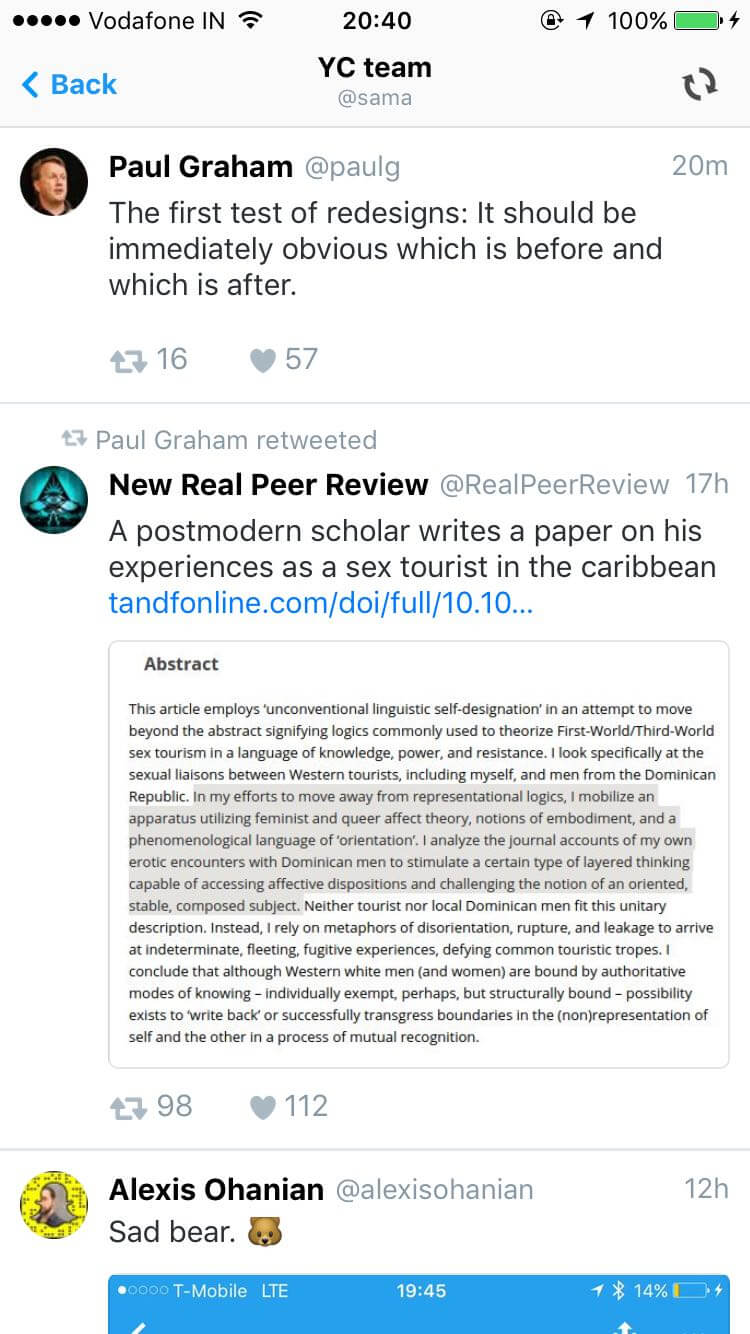 Vodafone IN 20:40 100%
Back
YC team
@sama
Paul Graham @paulg 20m
The first test of redesigns: It should be
immediately obvious which is before and
which is after.
16 57
Paul Graham retweeted
New Real Peer Review @RealPeerReview 17h
A postmodern scholar writes a paper on his
experiences as a sex tourist in the caribbean
tandfonline.com/doi/full/10.10...
Abstract
This article employs ‘unconventional linguistic self-designation’ in an attempt to move
beyond the abstract signifying logics commonly used to theorize First-World/Third-World
sex tourism in a language of knowledge, power, and resistance. I look specifically at the
sexual liaisons between Western tourists, including myself, and men from the Dominican
Republic. In my efforts to move away from representational logics, I mobilize an
apparatus utilizing feminist and queer affect theory, notions of embodiment, and a
phenomenological language of ‘orientation’. I analyze the journal accounts of my own
erotic encounters with Dominican men to stimulate a certain type of layered thinking
capable of accessing affective dispositions and challenging the notion of an oriented,
stable, composed subject. Neither tourist nor local Dominican men fit this unitary
description. Instead, I rely on metaphors of disorientation, rupture, and leakage to arrive
at indeterminate, fleeting, fugitive experiences, defying common touristic tropes. I
conclude that although Western white men (and women) are bound by authoritative
modes of knowing – individually exempt, perhaps, but structurally bound – possibility
exists to ‘write back’ or successfully transgress boundaries in the (non)representation of
self and the other in a process of mutual recognition.
98 112
Alexis Ohanian @alexisohanian 12h
Sad bear. 🐻
T-Mobile LTE 19:45 14%